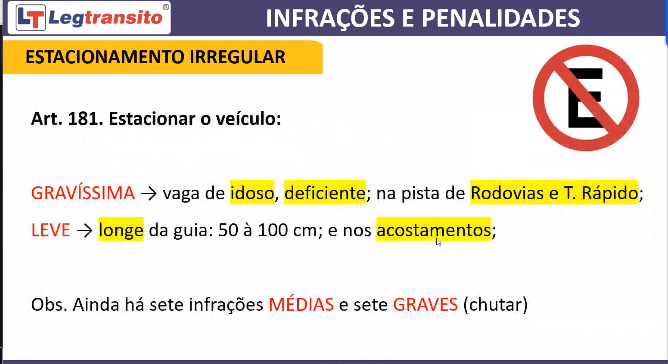 LT Legtransito®
INFRAÇÕES E PENALIDADES
ESTACIONAMENTO IRREGULAR
E
Art. 181. Estacionar o veículo:
GRAVÍSSIMA → vaga de idoso, deficiente; na pista de Rodovias e T. Rápido;
LEVE → longe da guia: 50 à 100 cm; e nos acostamentos;
Obs. Ainda há sete infrações MÉDIAS e sete GRAVES (chutar)